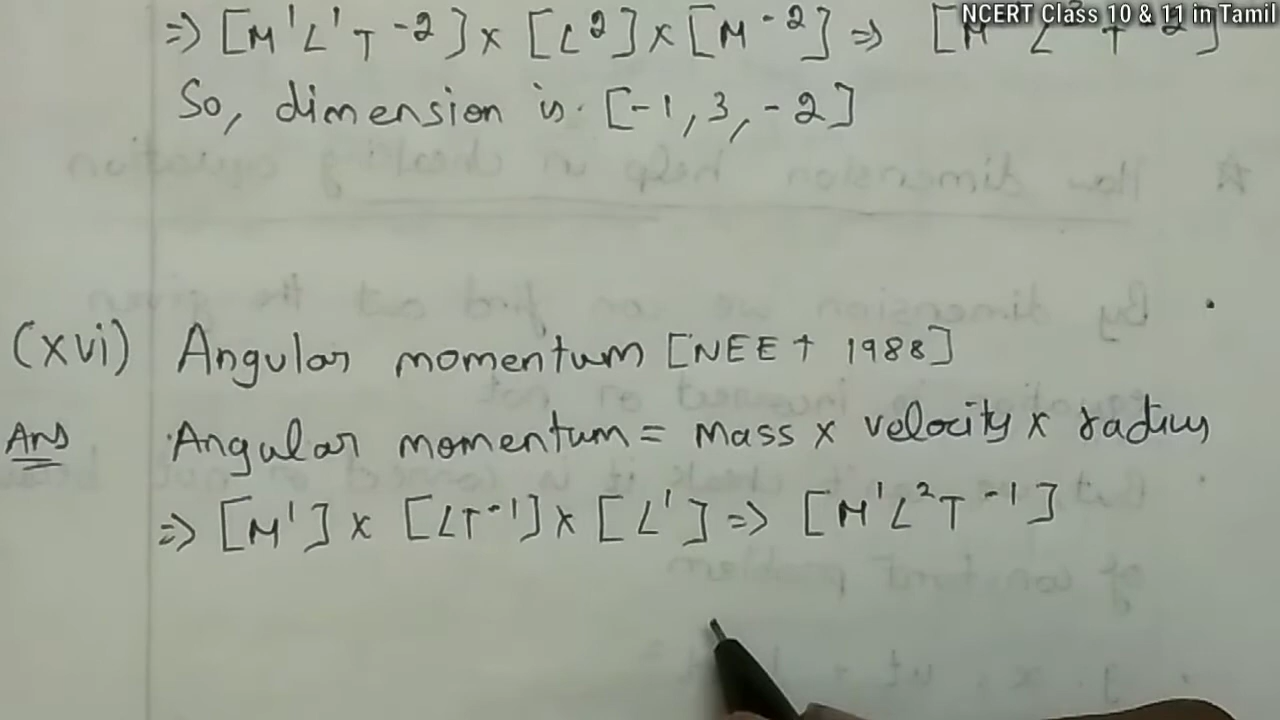 NCERT Class 10 & 11 in Tamil
=> [M¹L¹T⁻²] x [L²] x [M⁻²] =>
So, dimension is [-1, 3, -2]
(xvi) Angular momentum [NEET 1988]
Ans Angular momentum = Mass x velocity x radius
=> [M¹] x [LT⁻¹] x [L¹] => [M¹L²T⁻¹]